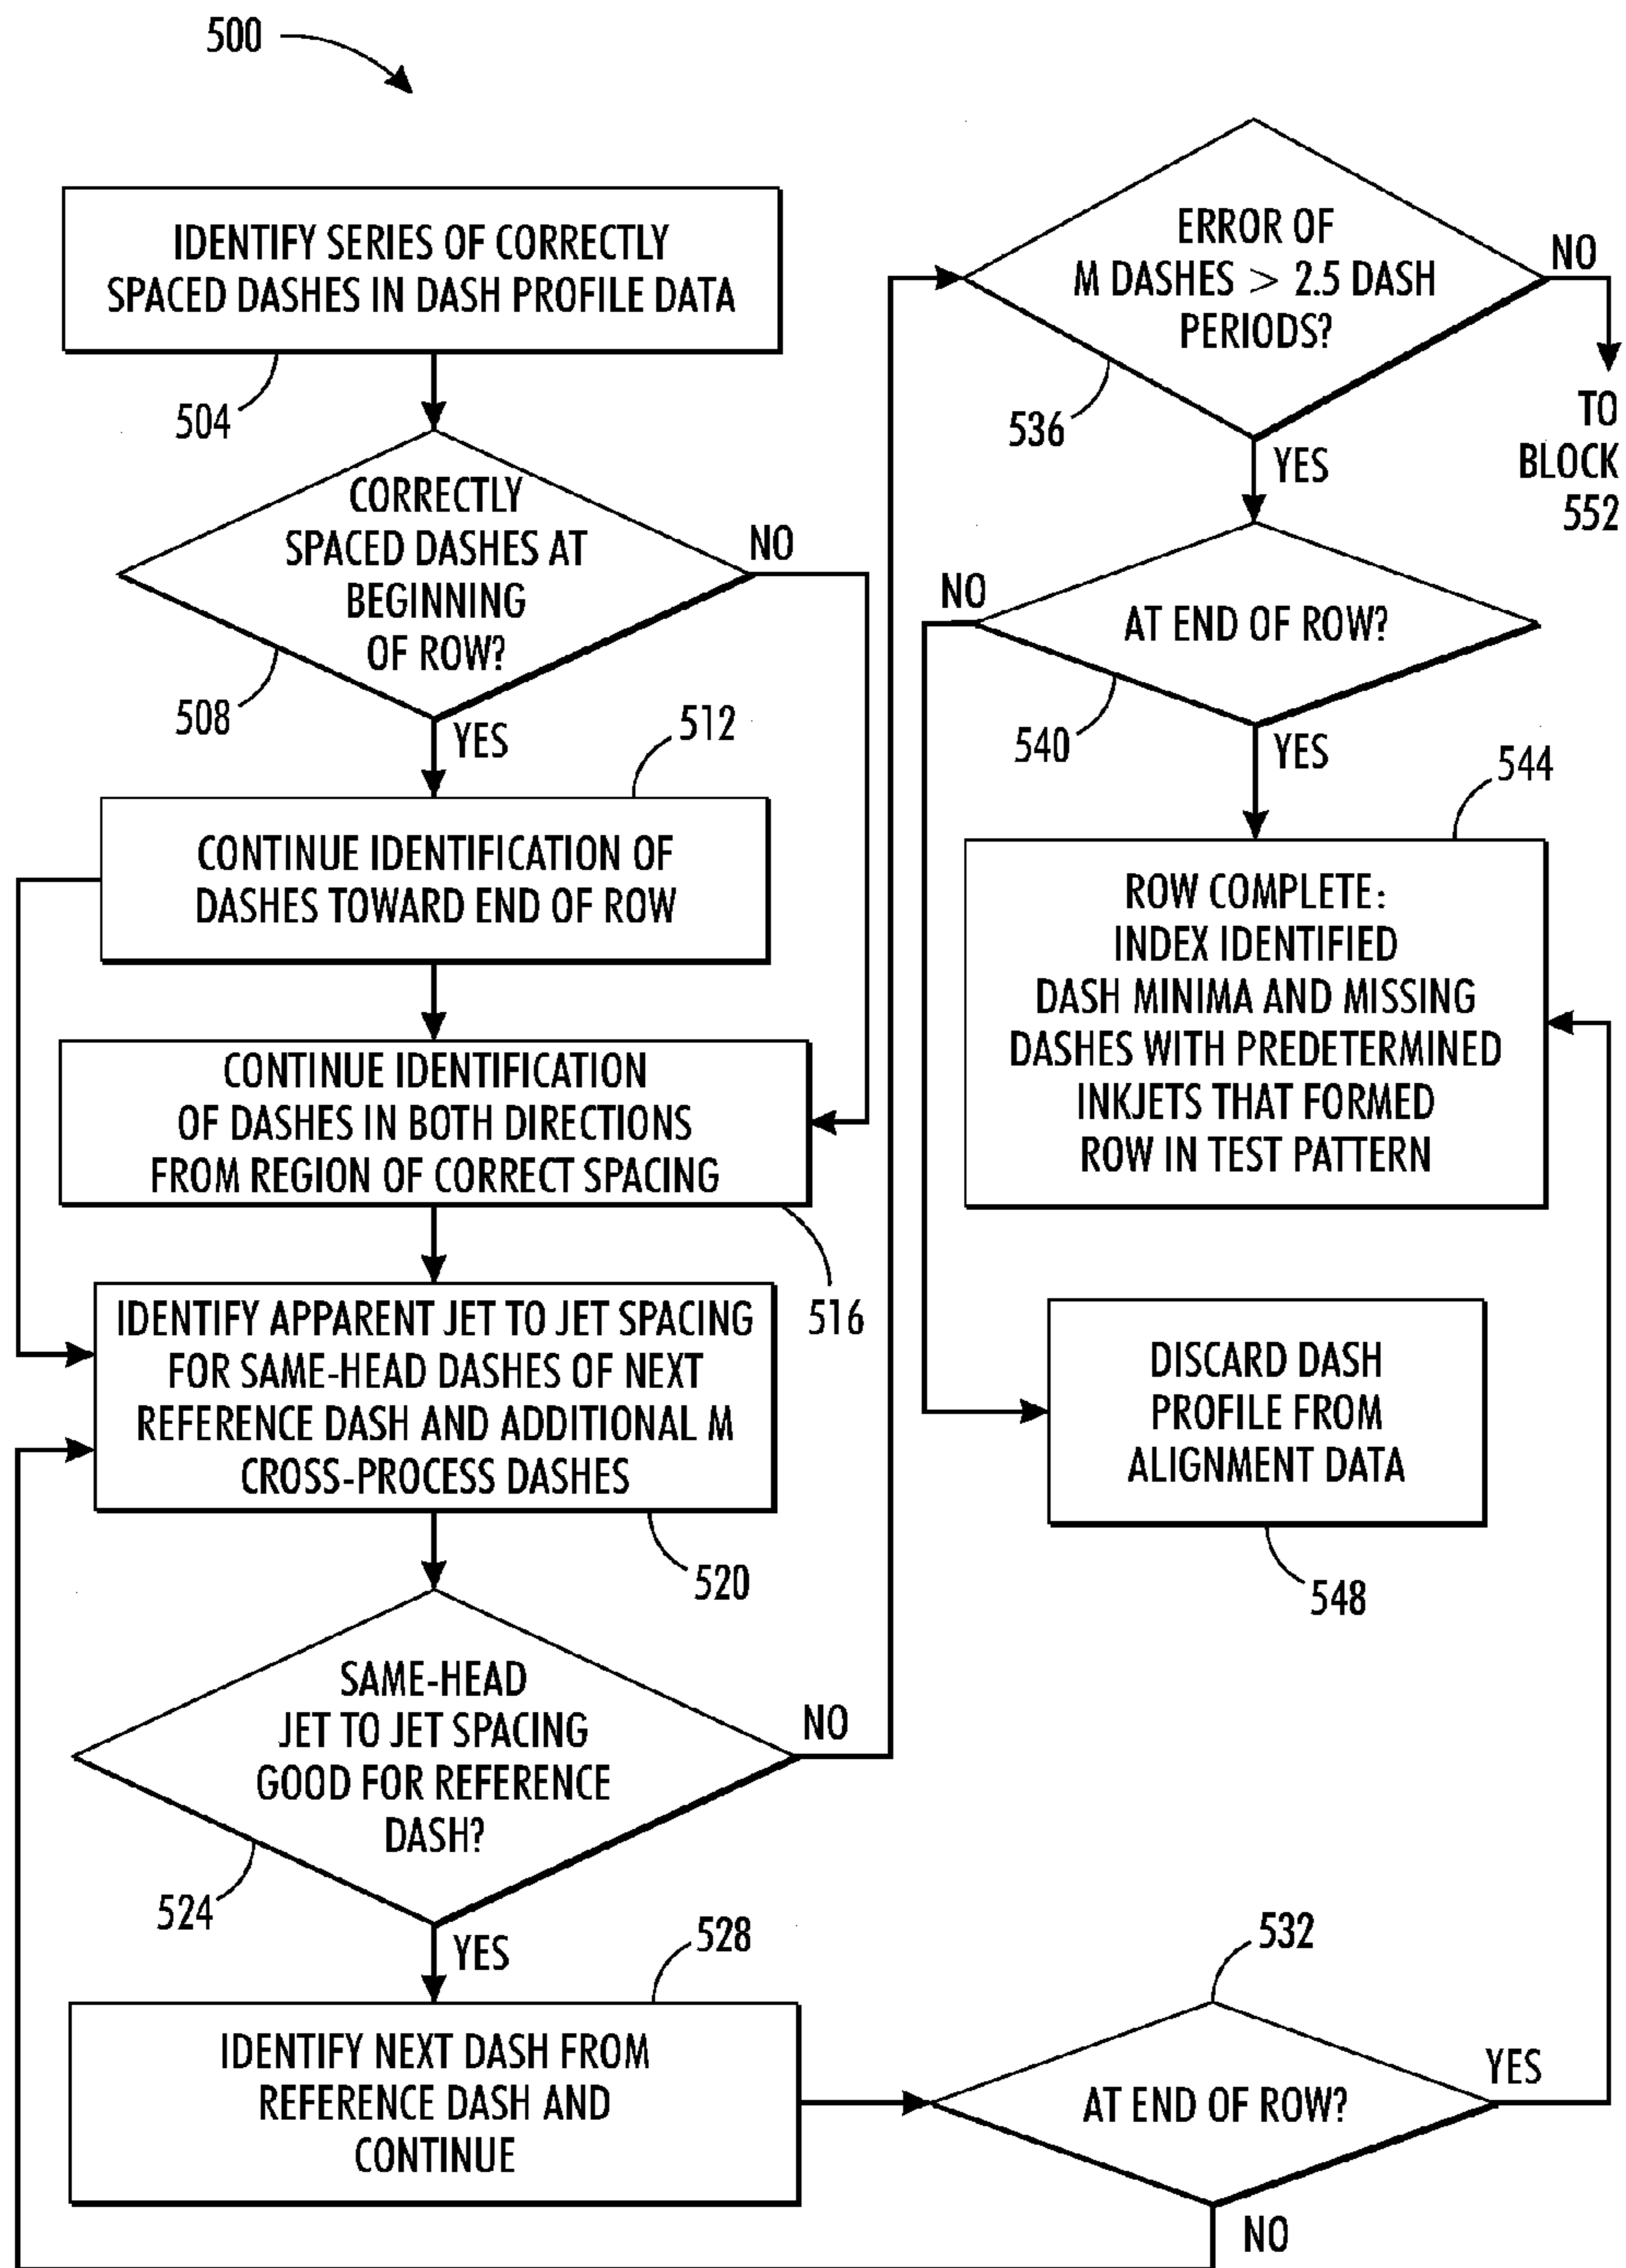 500
IDENTIFY SERIES OF CORRECTLY
SPACED DASHES IN DASH PROFILE DATA
504
CORRECTLY
SPACED DASHES AT
BEGINNING
OF ROW?
NO
508
YES
512
CONTINUE IDENTIFICATION OF
DASHES TOWARD END OF ROW
CONTINUE IDENTIFICATION
OF DASHES IN BOTH DIRECTIONS
FROM REGION OF CORRECT SPACING
516
IDENTIFY APPARENT JET TO JET SPACING
FOR SAME-HEAD DASHES OF NEXT
REFERENCE DASH AND ADDITIONAL M
CROSS-PROCESS DASHES
520
SAME-HEAD
JET TO JET SPACING
GOOD FOR REFERENCE
DASH?
NO
524
YES
528
IDENTIFY NEXT DASH FROM
REFERENCE DASH AND
CONTINUE
532
AT END OF ROW?
YES
NO
ERROR OF
M DASHES > 2.5 DASH
PERIODS?
NO
536
YES
TO
BLOCK
552
NO
AT END OF ROW?
540
YES
544
ROW COMPLETE:
INDEX IDENTIFIED
DASH MINIMA AND MISSING
DASHES WITH PREDETERMINED
INKJETS THAT FORMED
ROW IN TEST PATTERN
DISCARD DASH
PROFILE FROM
ALIGNMENT DATA
548